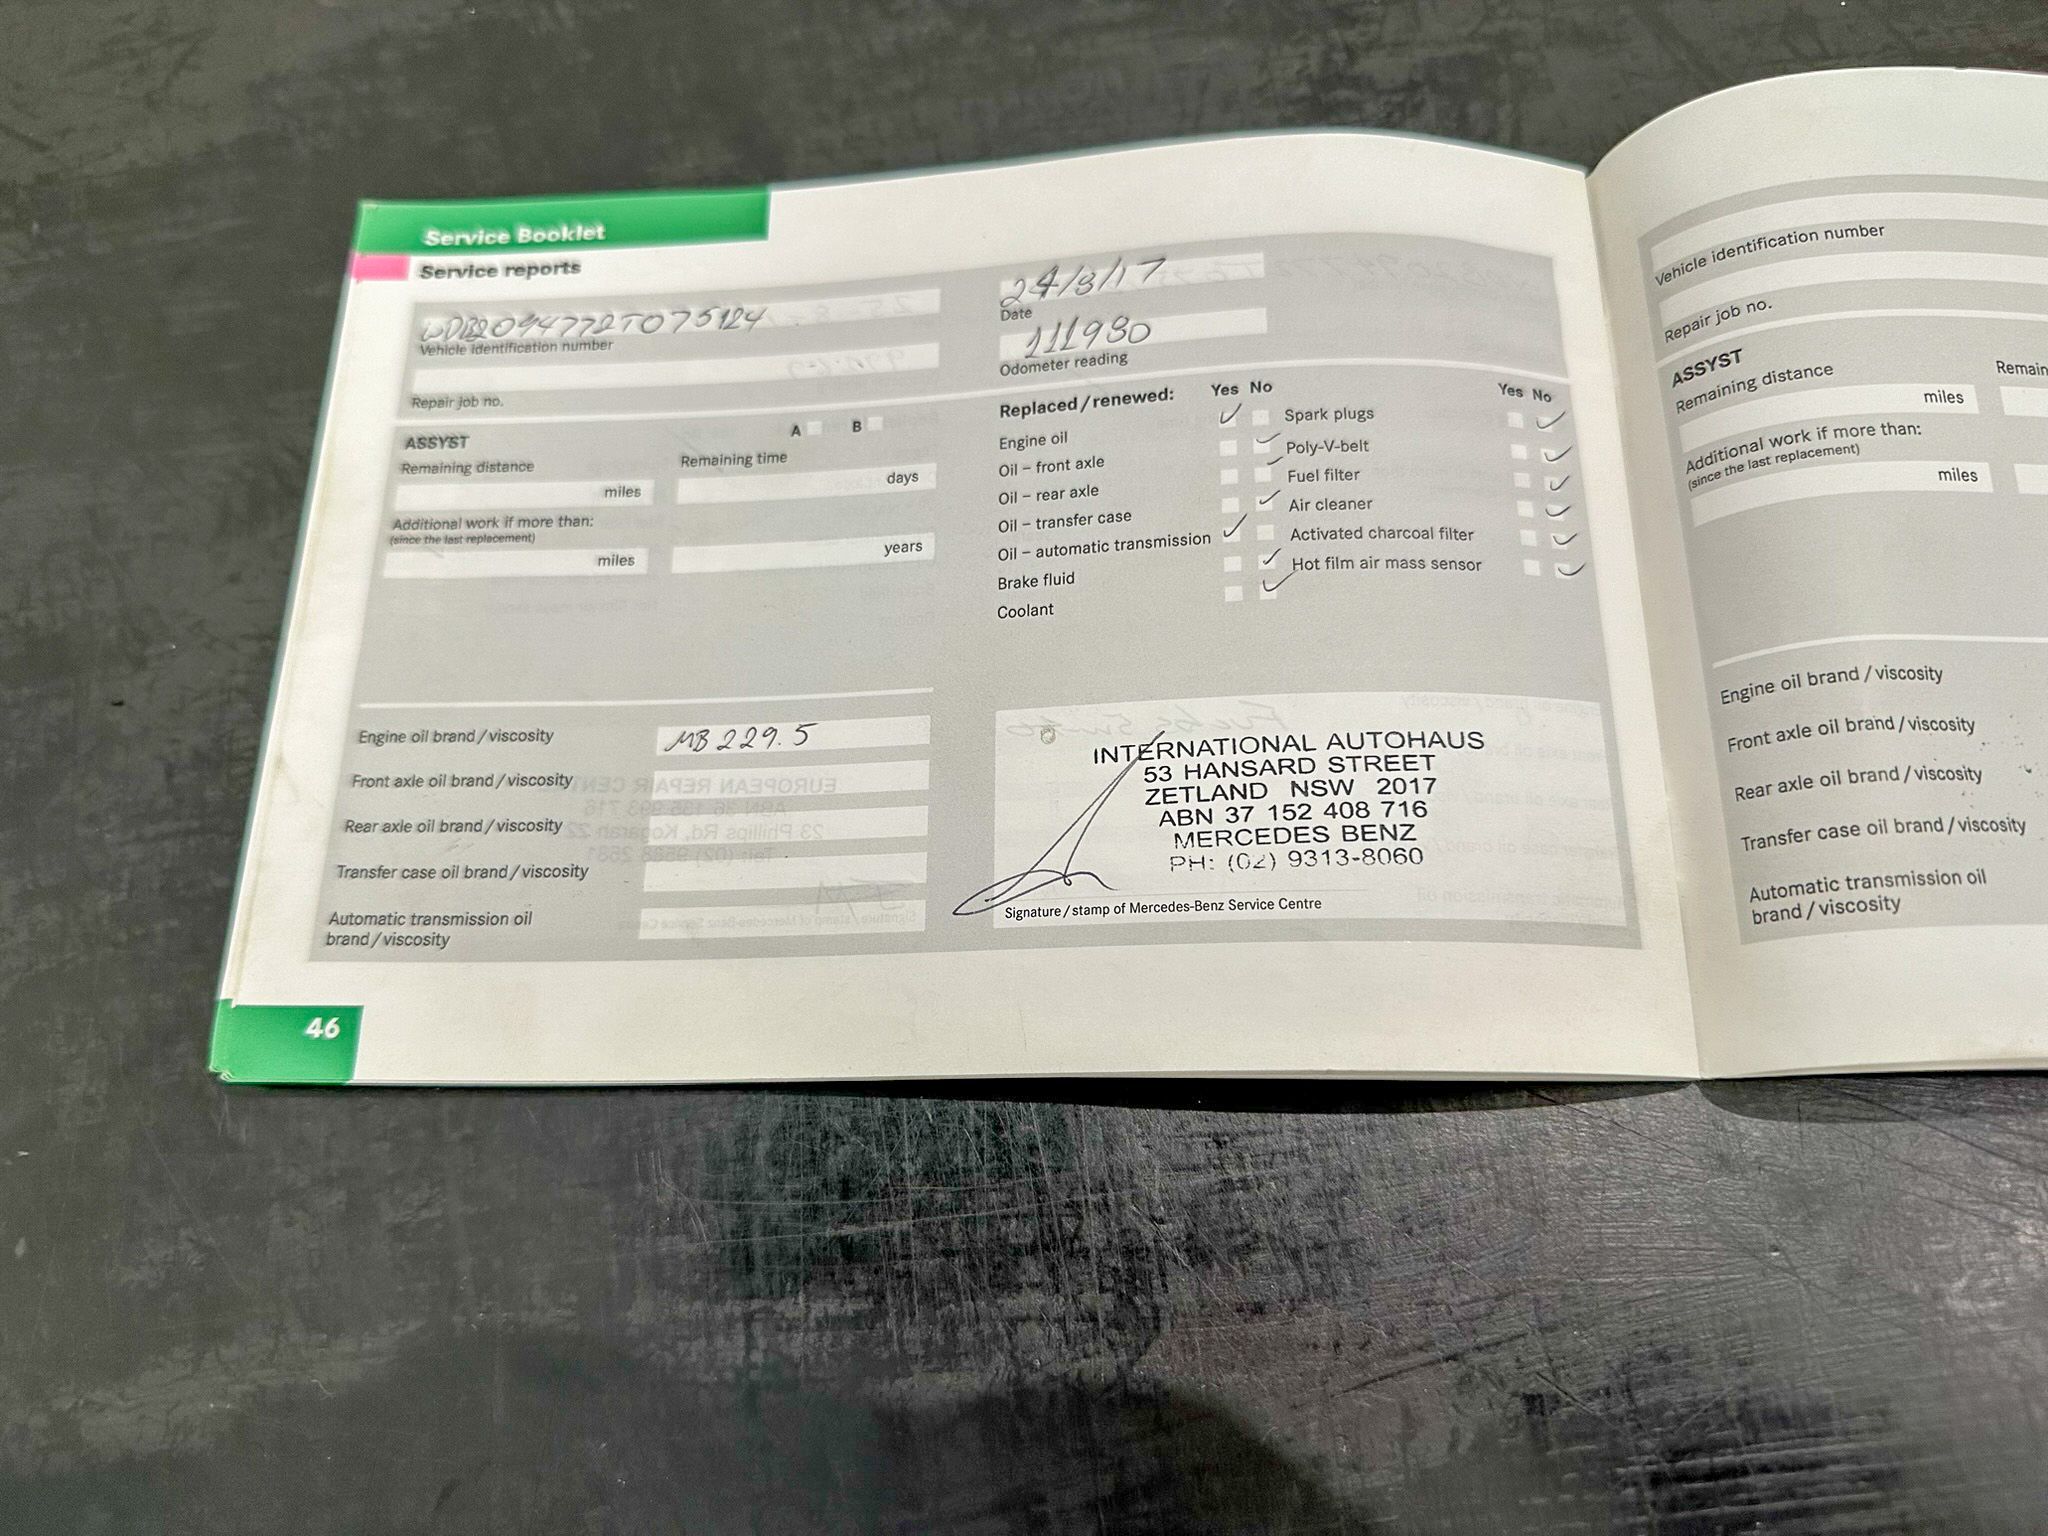 Service Booklet
Service reports
WDB2094772T075124
Vehicle identification number
Repair job no.
ASSYST
A B
Remaining distance
Remaining time
miles
days
Additional work if more than:
(since the last replacement)
miles
years
Engine oil brand / viscosity
MB 229.5
Front axle oil brand / viscosity
Rear axle oil brand / viscosity
Transfer case oil brand / viscosity
Automatic transmission oil
brand / viscosity
46
24/8/17
Date
111980
Odometer reading
Replaced / renewed:
Yes No
Yes No
Engine oil
Oil – front axle
Oil – rear axle
Oil – transfer case
Oil – automatic transmission
Brake fluid
Coolant
Spark plugs
Poly-V-belt
Fuel filter
Air cleaner
Activated charcoal filter
Hot film air mass sensor
INTERNATIONAL AUTOHAUS
53 HANSARD STREET
ZETLAND NSW 2017
ABN 37 152 408 716
MERCEDES BENZ
PH: (02) 9313-8060
Signature / stamp of Mercedes-Benz Service Centre
Vehicle identification number
Repair job no.
ASSYST
Remaining distance
miles
Additional work if more than:
(since the last replacement)
miles
Engine oil brand / viscosity
Front axle oil brand / viscosity
Rear axle oil brand / viscosity
Transfer case oil brand / viscosity
Automatic transmission oil
brand / viscosity